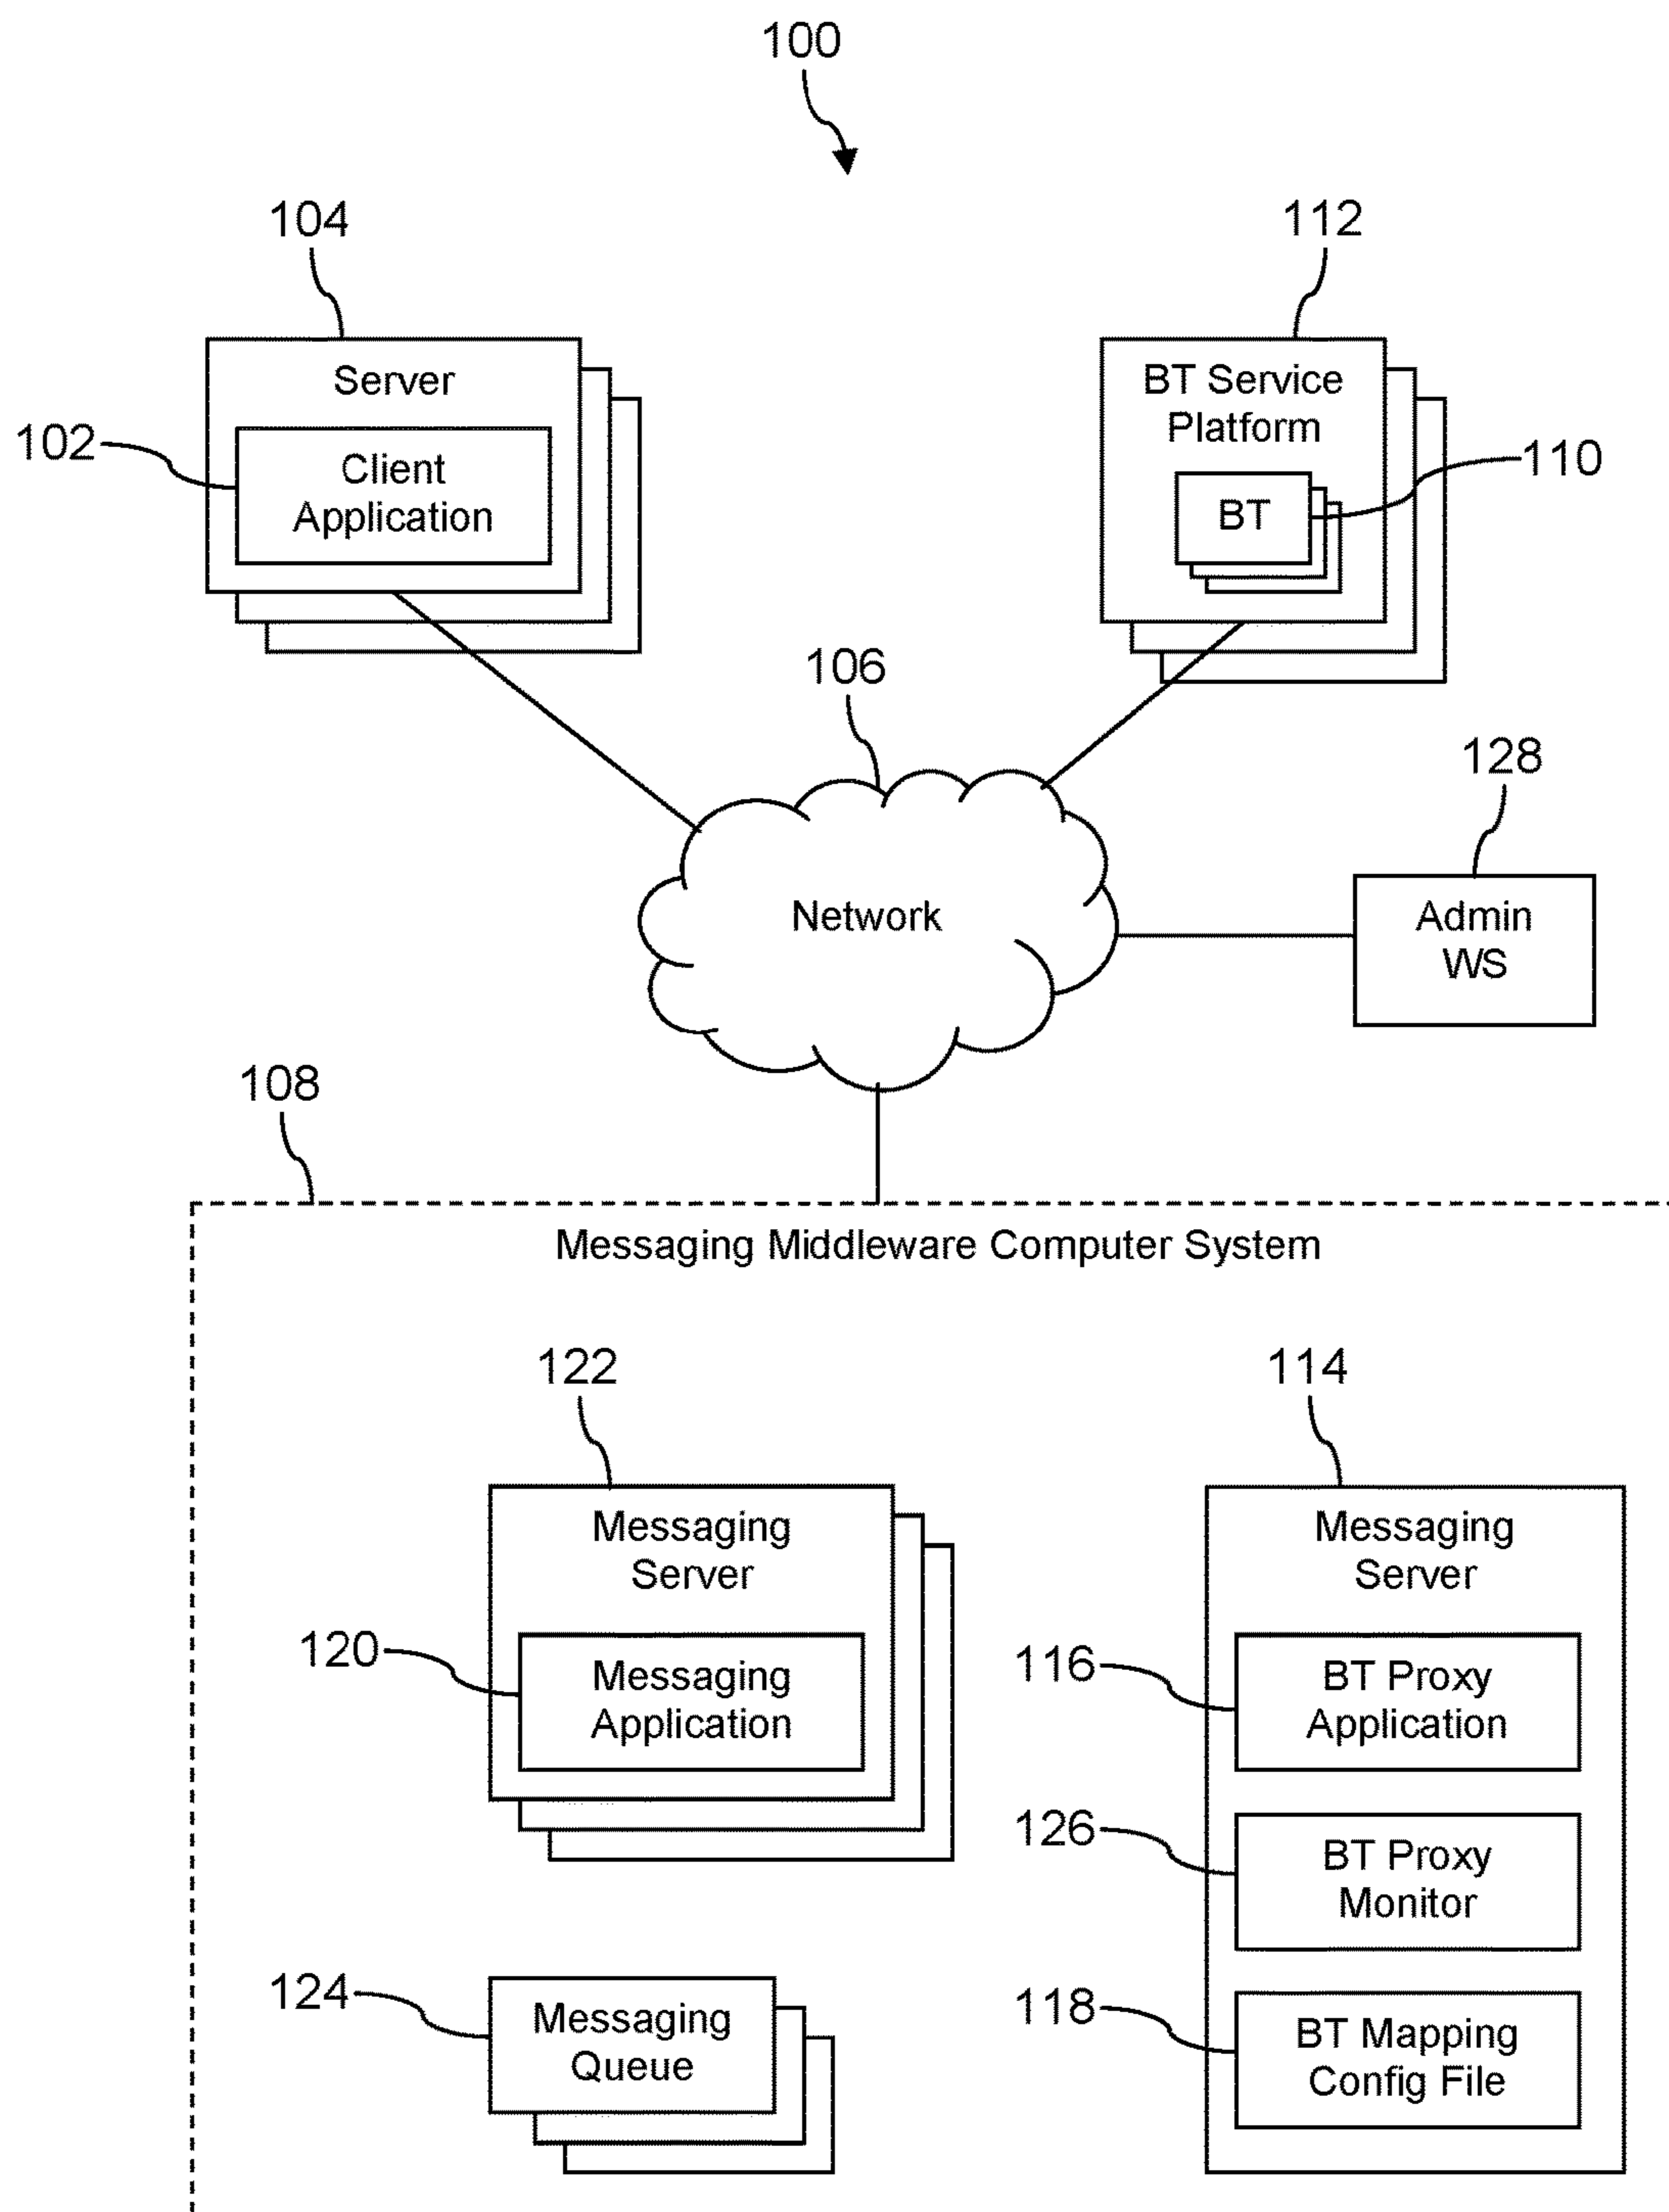 100
104
112
Server
BT Service
Platform
102
Client
Application
110
BT
106
128
Network
Admin
WS
108
Messaging Middleware Computer System
122
114
Messaging
Server
Messaging
Server
120
Messaging
Application
116
BT Proxy
Application
126
BT Proxy
Monitor
124
Messaging
Queue
118
BT Mapping
Config File